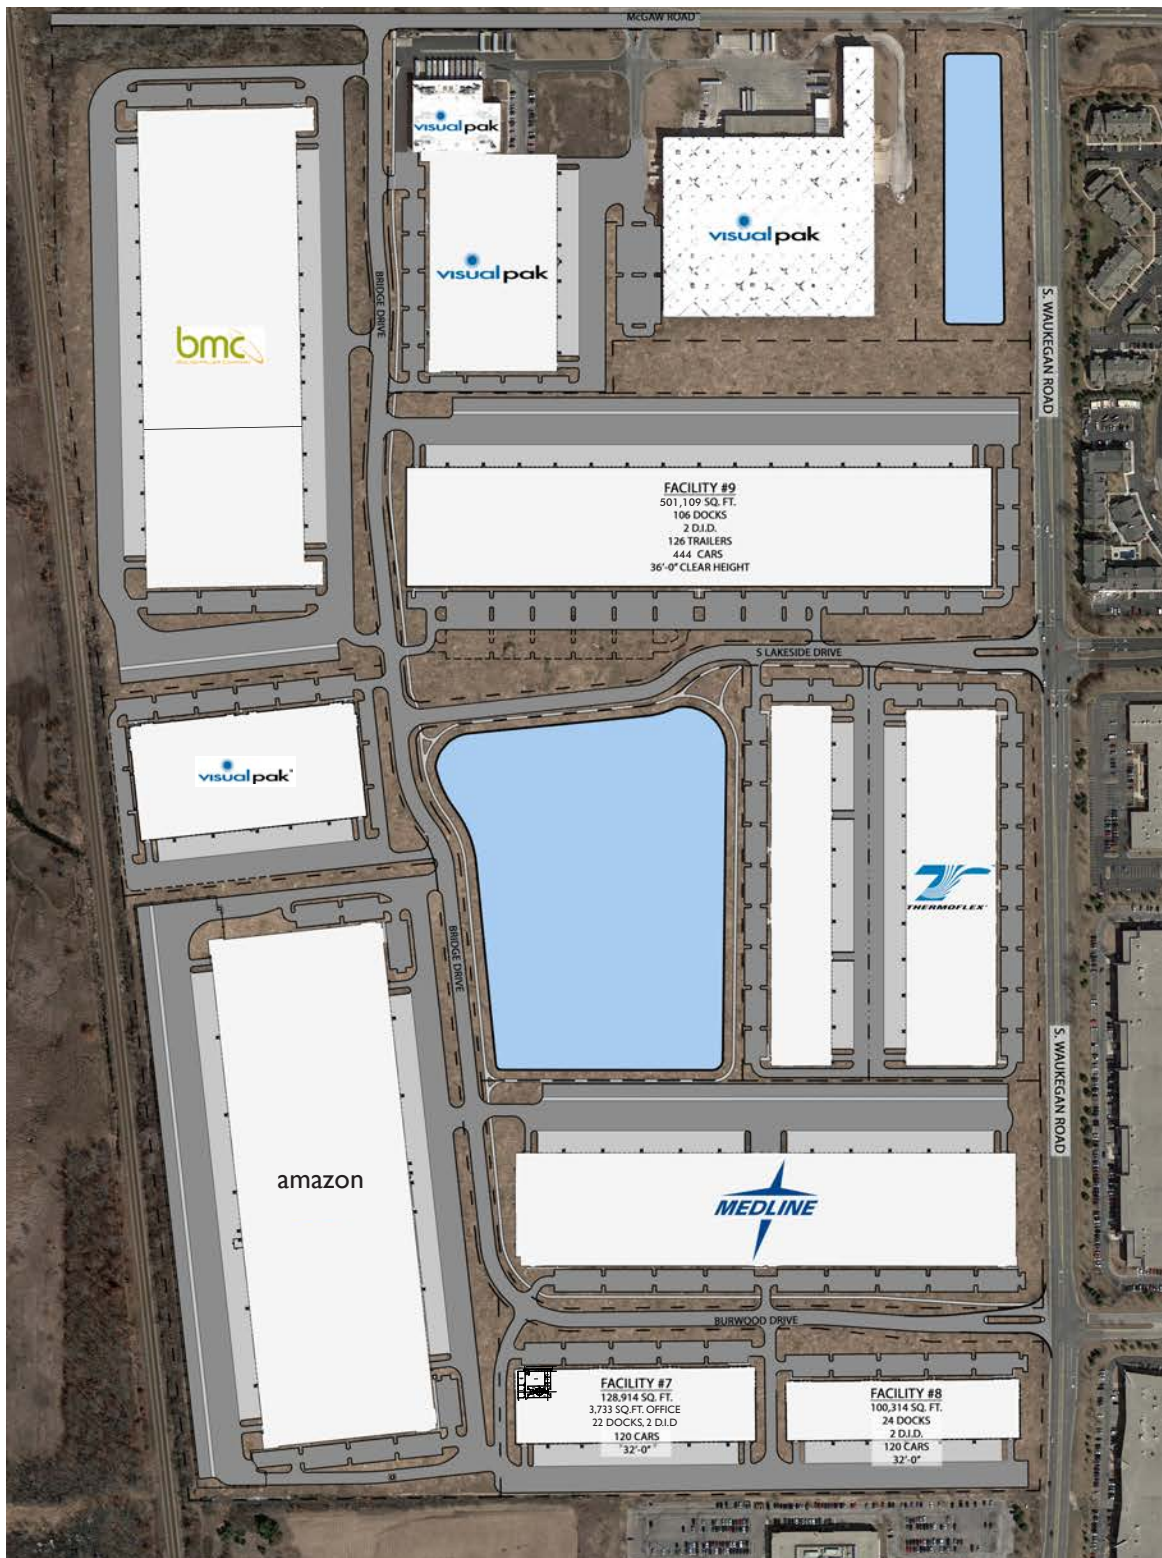 McGAW ROAD
visualpak
visualpak
visualpak
BRIDGE DRIVE
bmc
S. WAUKEGAN ROAD
FACILITY #9
501,109 SQ. FT.
106 DOCKS
2 D.I.D.
126 TRAILERS
444 CARS
36'-0" CLEAR HEIGHT
S LAKESIDE DRIVE
visualpak
THERMOFLEX
BRIDGE DRIVE
S. WAUKEGAN ROAD
amazon
MEDLINE
BURWOOD DRIVE
FACILITY #7
128,914 SQ. FT.
3,733 SQ.FT. OFFICE
22 DOCKS, 2 D.I.D
120 CARS
32'-0"
FACILITY #8
100,314 SQ. FT.
24 DOCKS
2 D.I.D.
120 CARS
32'-0"